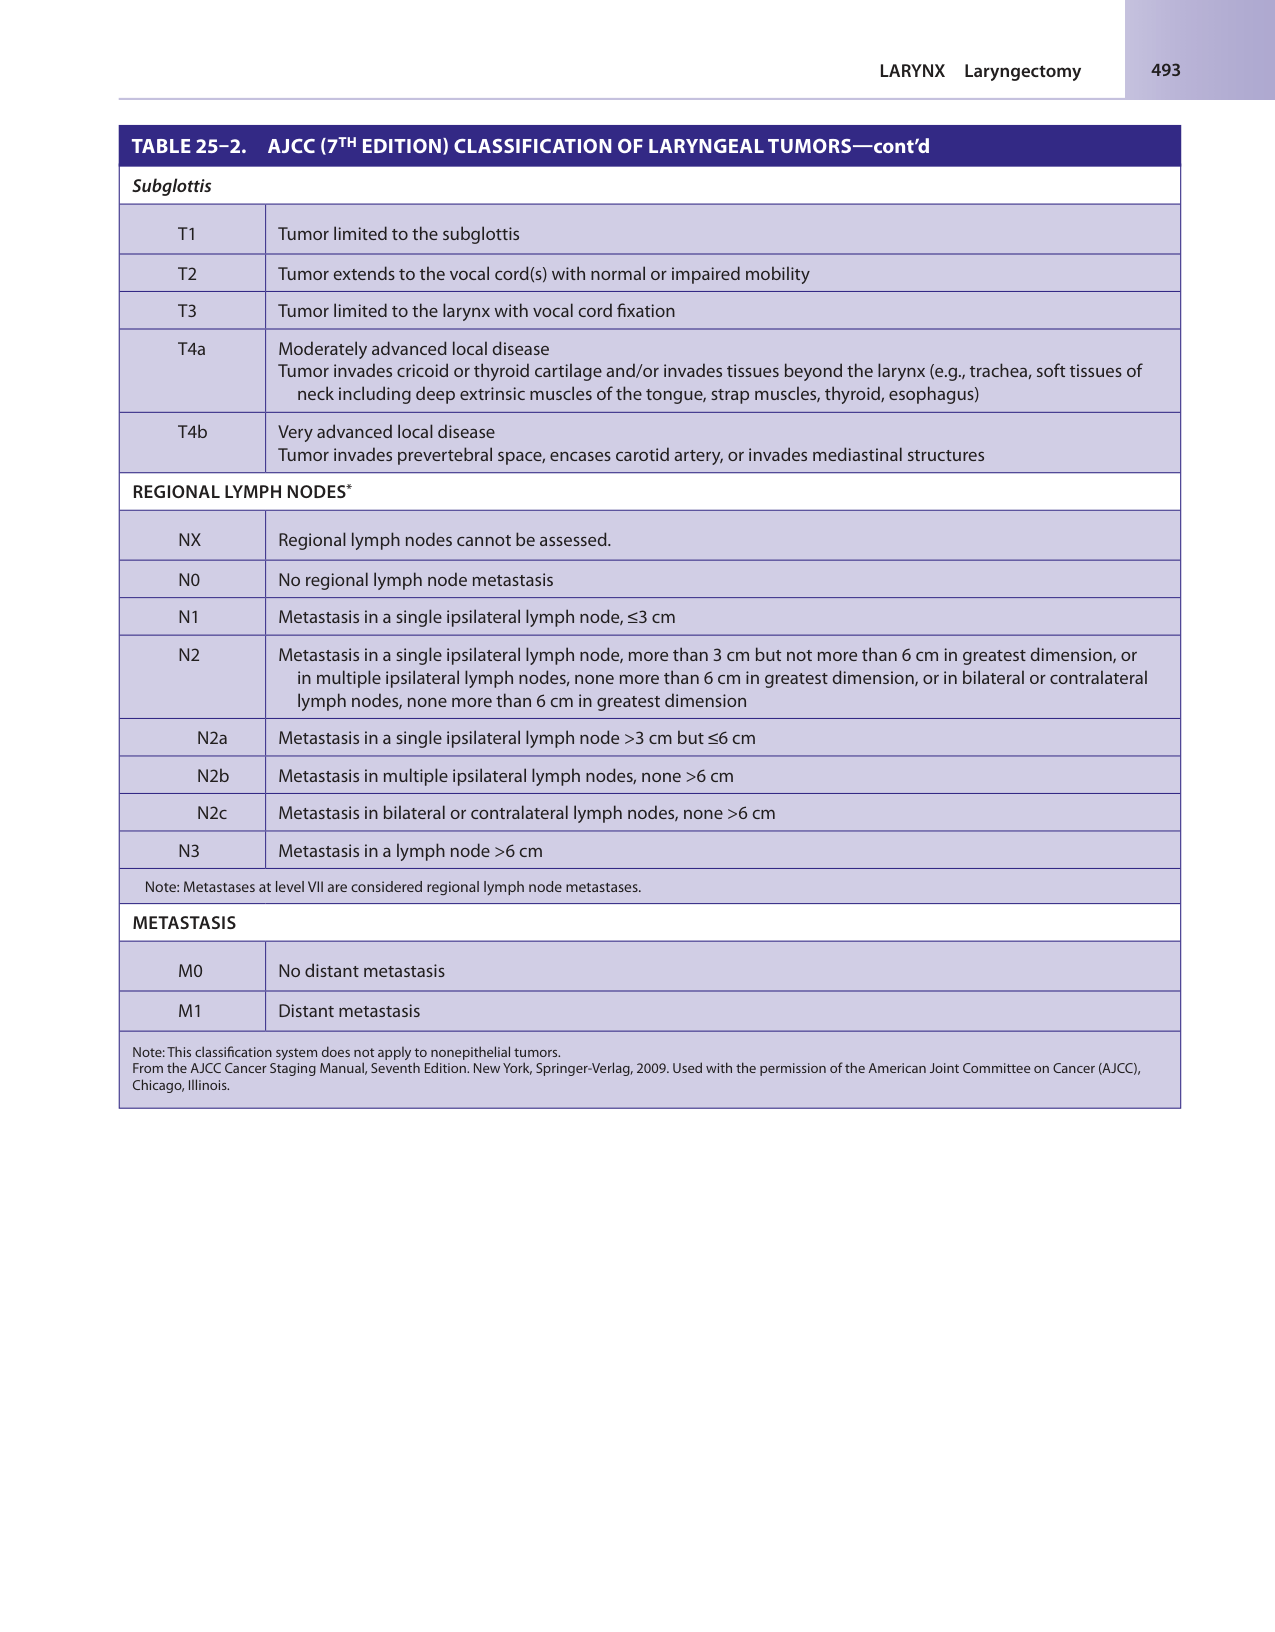 LARYNX Laryngectomy 493
TABLE 25–2. AJCC (7TH EDITION) CLASSIFICATION OF LARYNGEAL TUMORS—cont’d
Subglottis
T1 Tumor limited to the subglottis
T2 Tumor extends to the vocal cord(s) with normal or impaired mobility
T3 Tumor limited to the larynx with vocal cord fixation
T4a Moderately advanced local disease
Tumor invades cricoid or thyroid cartilage and/or invades tissues beyond the larynx (e.g., trachea, soft tissues of
neck including deep extrinsic muscles of the tongue, strap muscles, thyroid, esophagus)
T4b Very advanced local disease
Tumor invades prevertebral space, encases carotid artery, or invades mediastinal structures
REGIONAL LYMPH NODES*
NX Regional lymph nodes cannot be assessed.
N0 No regional lymph node metastasis
N1 Metastasis in a single ipsilateral lymph node, ≤3 cm
N2 Metastasis in a single ipsilateral lymph node, more than 3 cm but not more than 6 cm in greatest dimension, or
in multiple ipsilateral lymph nodes, none more than 6 cm in greatest dimension, or in bilateral or contralateral
lymph nodes, none more than 6 cm in greatest dimension
N2a Metastasis in a single ipsilateral lymph node >3 cm but ≤6 cm
N2b Metastasis in multiple ipsilateral lymph nodes, none >6 cm
N2c Metastasis in bilateral or contralateral lymph nodes, none >6 cm
N3 Metastasis in a lymph node >6 cm
Note: Metastases at level VII are considered regional lymph node metastases.
METASTASIS
M0 No distant metastasis
M1 Distant metastasis
Note: This classification system does not apply to nonepithelial tumors.
From the AJCC Cancer Staging Manual, Seventh Edition. New York, Springer-Verlag, 2009. Used with the permission of the American Joint Committee on Cancer (AJCC),
Chicago, Illinois.